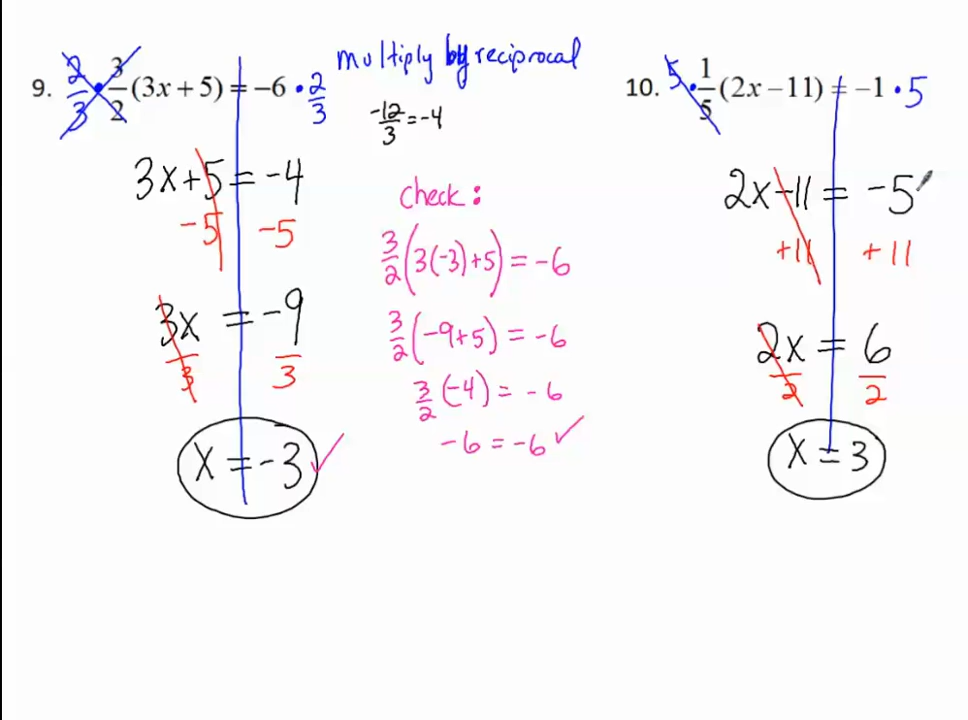 9. 2/3 · 3/2 (3x + 5) = −6 · 2/3
multiply by reciprocal
-12/3 = -4
3x + 5 = -4
-5 -5
3x = -9
3 3
x = -3 ✓
check:
3/2 (3(-3)+5) = -6
3/2 (-9+5) = -6
3/2 (-4) = -6
-6 = -6 ✓
10. 5 · 1/5 (2x − 11) = −1 · 5
2x - 11 = -5
+11 +11
2x = 6
2 2
x = 3